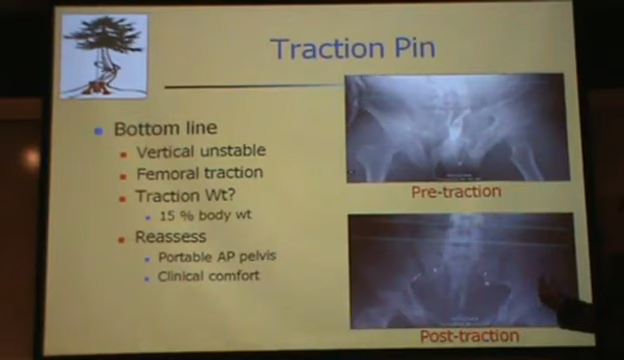 Traction Pin
Bottom line
Vertical unstable
Femoral traction
Traction Wt?
15 % body wt
Reassess
Portable AP pelvis
Clinical comfort
Pre-traction
Post-traction